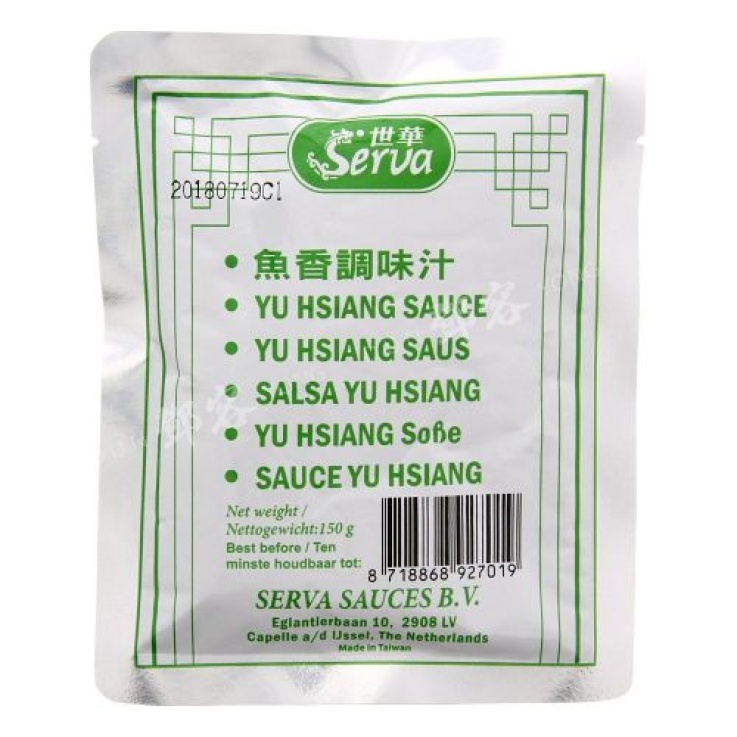 世華
Serva
20180719C1
• 魚香調味汁
• YU HSIANG SAUCE
• YU HSIANG SAUS
• SALSA YU HSIANG
• YU HSIANG Soße
• SAUCE YU HSIANG
Net weight /
Nettogewicht:150 g
Best before / Ten
minste houdbaar tot:
8 718868 927019
SERVA SAUCES B.V.
Eglantierbaan 10, 2908 LV
Capelle a/d IJssel, The Netherlands
Made in Taiwan